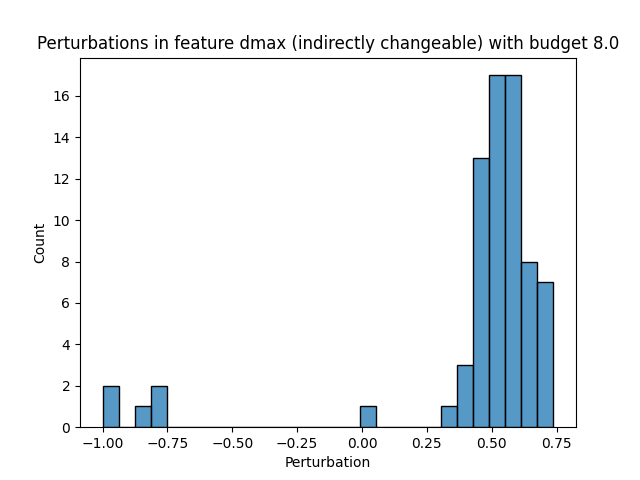 Perturbations in feature dmax (indirectly changeable) with budget 8.0
Count
16
14
12
10
8
6
4
2
0
−1.00 −0.75 −0.50 −0.25 0.00 0.25 0.50 0.75
Perturbation